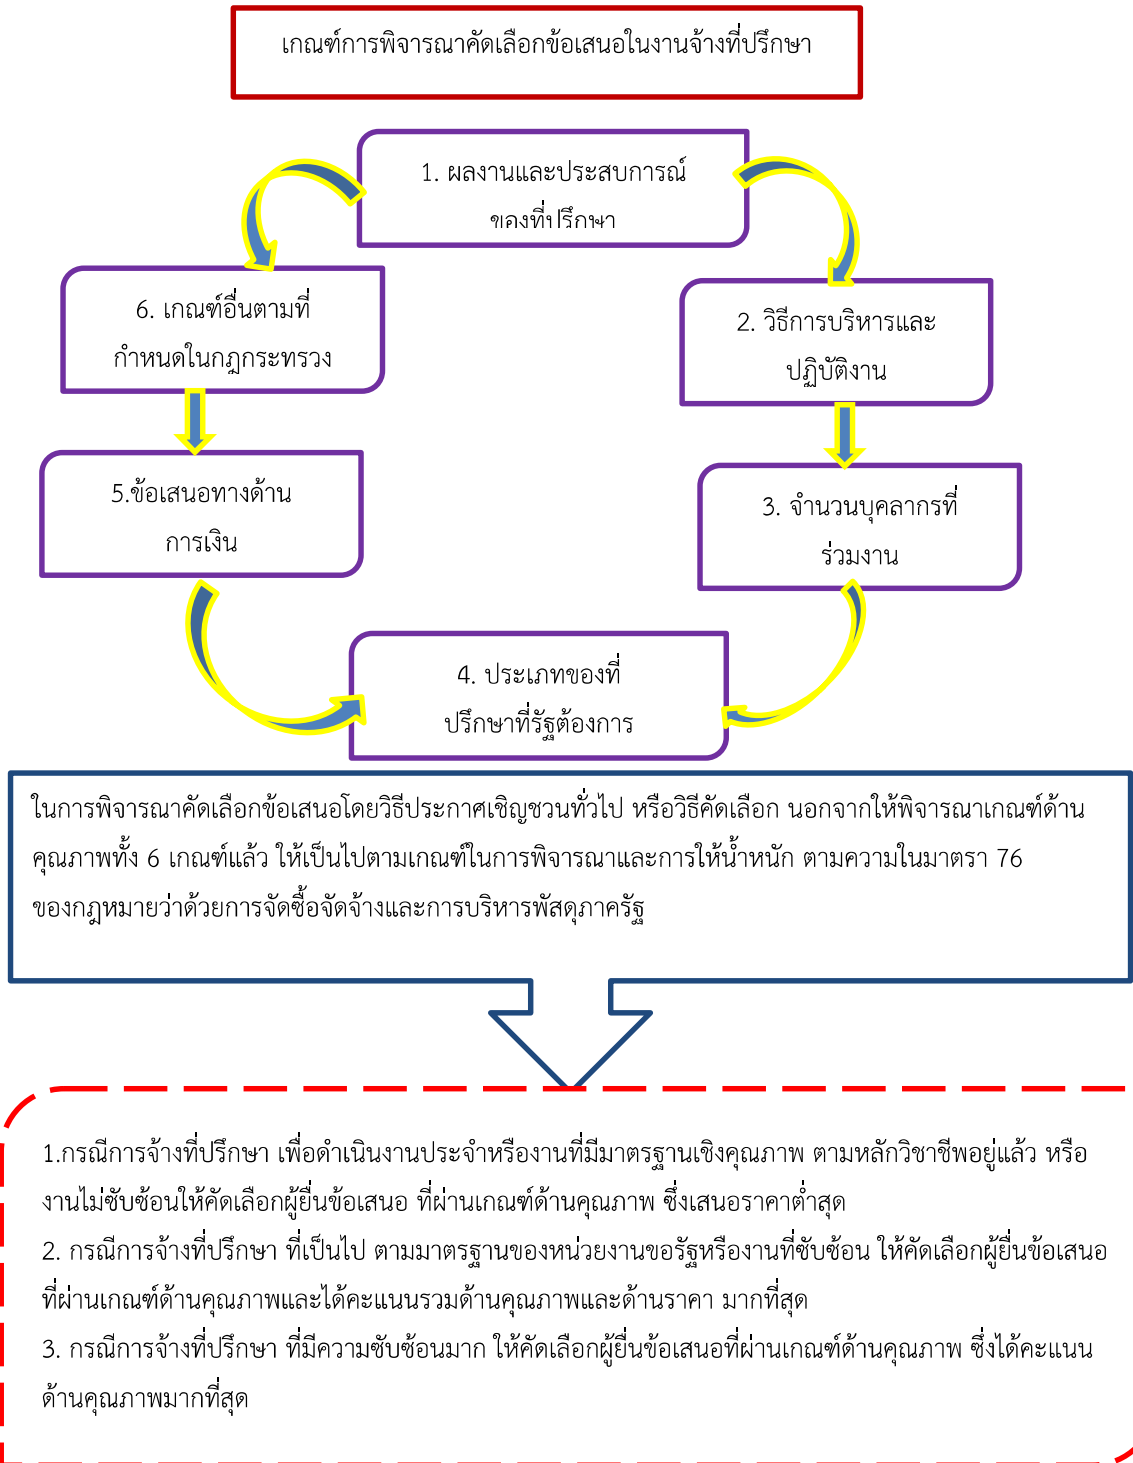 เกณฑ์การพิจารณาคัดเลือกข้อเสนอในงานจ้างที่ปรึกษา
1. ผลงานและประสบการณ์
ของที่ปรึกษา
2. วิธีการบริหารและ
ปฏิบัติงาน
3. จำนวนบุคลากรที่
ร่วมงาน
4. ประเภทของที่
ปรึกษาที่รัฐต้องการ
5.ข้อเสนอทางด้าน
การเงิน
6. เกณฑ์อื่นตามที่
กำหนดในกฎกระทรวง
ในการพิจารณาคัดเลือกข้อเสนอโดยวิธีประกาศเชิญชวนทั่วไป หรือวิธีคัดเลือก นอกจากให้พิจารณาเกณฑ์ด้าน
คุณภาพทั้ง 6 เกณฑ์แล้ว ให้เป็นไปตามเกณฑ์ในการพิจารณาและการให้น้ำหนัก ตามความในมาตรา 76
ของกฎหมายว่าด้วยการจัดซื้อจัดจ้างและการบริหารพัสดุภาครัฐ
1.กรณีการจ้างที่ปรึกษา เพื่อดำเนินงานประจำหรืองานที่มีมาตรฐานเชิงคุณภาพ ตามหลักวิชาชีพอยู่แล้ว หรือ
งานไม่ซับซ้อนให้คัดเลือกผู้ยื่นข้อเสนอ ที่ผ่านเกณฑ์ด้านคุณภาพ ซึ่งเสนอราคาต่ำสุด
2. กรณีการจ้างที่ปรึกษา ที่เป็นไป ตามมาตรฐานของหน่วยงานขอรัฐหรืองานที่ซับซ้อน ให้คัดเลือกผู้ยื่นข้อเสนอ
ที่ผ่านเกณฑ์ด้านคุณภาพและได้คะแนนรวมด้านคุณภาพและด้านราคา มากที่สุด
3. กรณีการจ้างที่ปรึกษา ที่มีความซับซ้อนมาก ให้คัดเลือกผู้ยื่นข้อเสนอที่ผ่านเกณฑ์ด้านคุณภาพ ซึ่งได้คะแนน
ด้านคุณภาพมากที่สุด